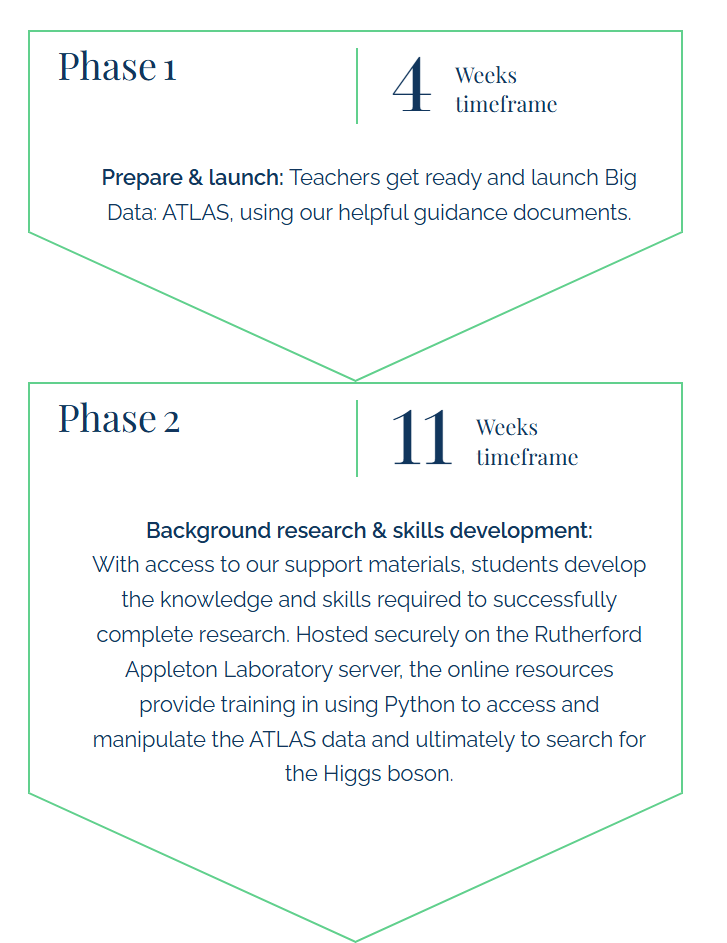 Phase 1
4
Weeks
timeframe
Prepare & launch: Teachers get ready and launch Big
Data: ATLAS, using our helpful guidance documents.
Phase 2
11
Weeks
timeframe
Background research & skills development:
With access to our support materials, students develop
the knowledge and skills required to successfully
complete research. Hosted securely on the Rutherford
Appleton Laboratory server, the online resources
provide training in using Python to access and
manipulate the ATLAS data and ultimately to search for
the Higgs boson.